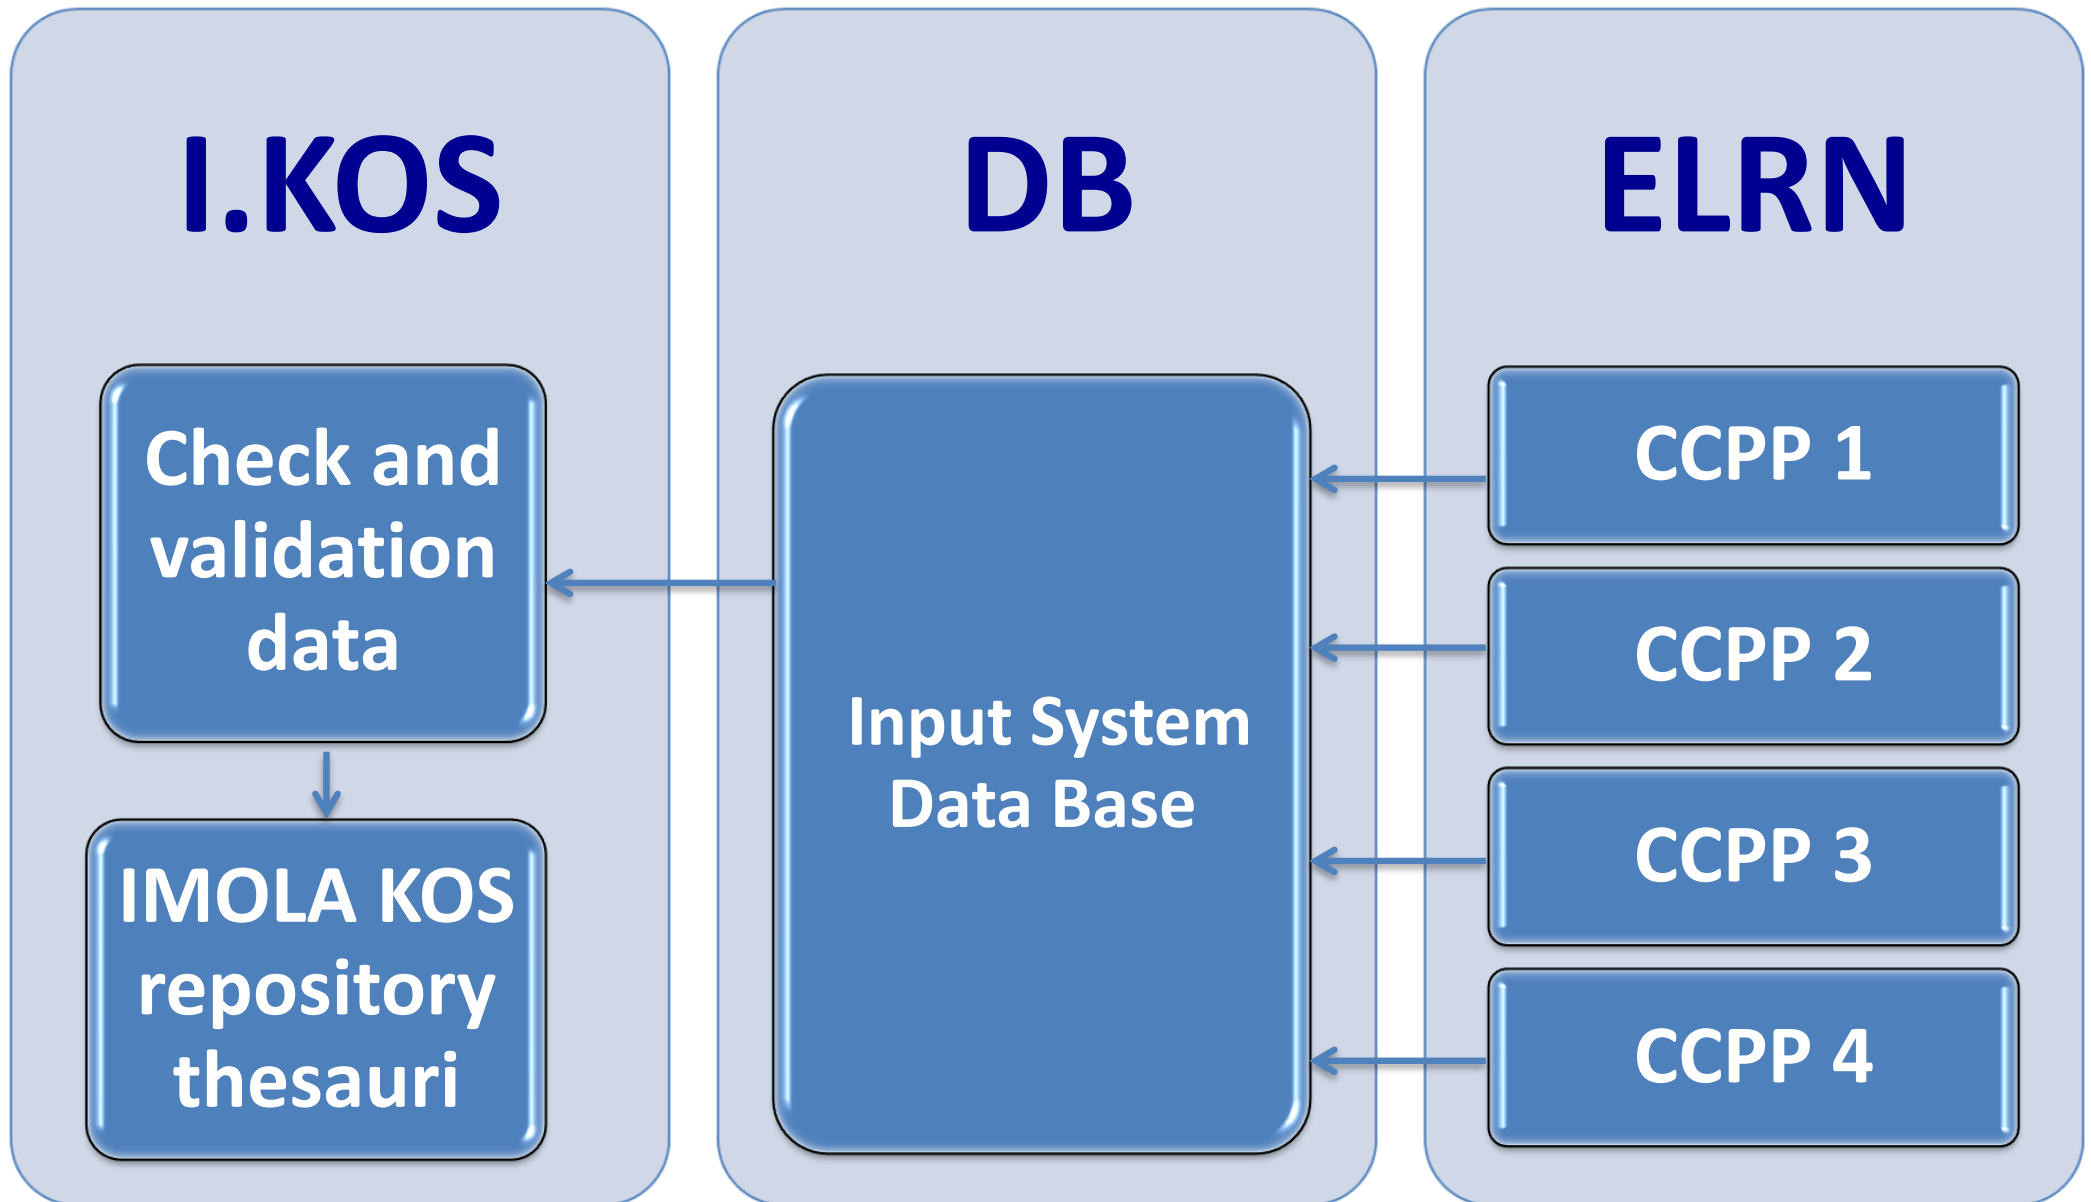 I.KOS
Check and
validation
data
IMOLA KOS
repository
thesauri
DB
Input System
Data Base
ELRN
CCPP 1
CCPP 2
CCPP 3
CCPP 4